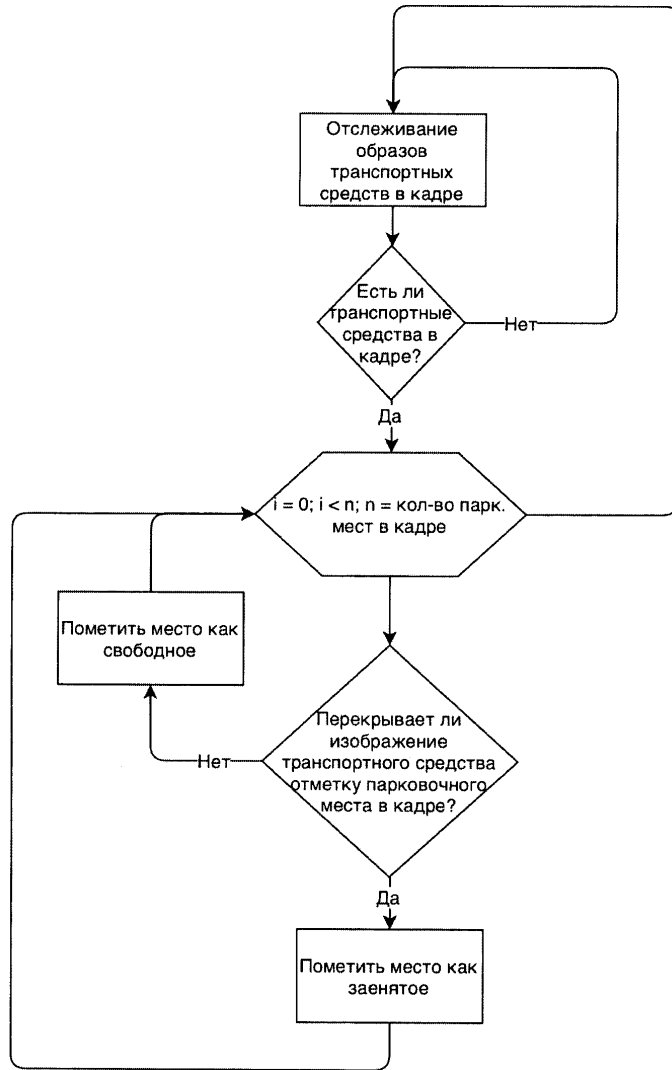 Отслеживание
образов
транспортных
средств в кадре
Есть ли
транспортные
средства в
кадре?
Нет
Да
i = 0; i < n; n = кол-во парк.
мест в кадре
Пометить место как
свободное
Перекрывает ли
изображение
транспортного средства
отметку парковочного
места в кадре?
Нет
Да
Пометить место как
заенятое